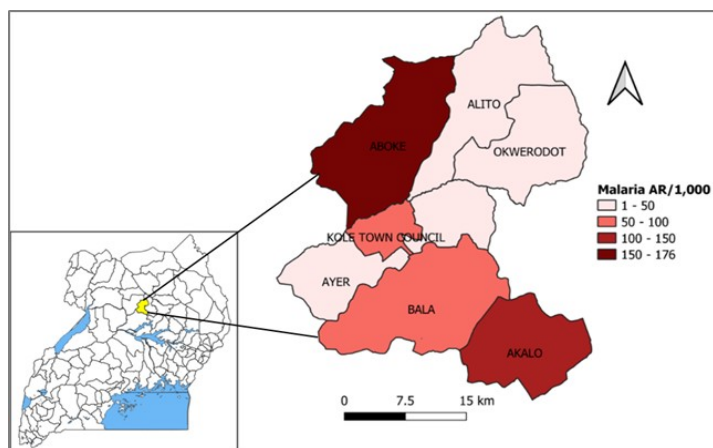 ALITO
OKWERODOT
ABOKE
KOLE TOWN COUNCIL
AYER
BALA
AKALO
Malaria AR/1,000
1 - 50
50 - 100
100 - 150
150 - 176
0 7.5 15 km